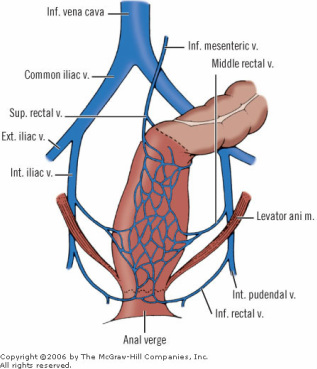 Inf. vena cava
Inf. mesenteric v.
Middle rectal v.
Common iliac v.
Sup. rectal v.
Ext. iliac v.
Int. iliac v.
Levator ani m.
Int. pudendal v.
Inf. rectal v.
Anal verge
Copyright ©2006 by The McGraw-Hill Companies, Inc.
All rights reserved.